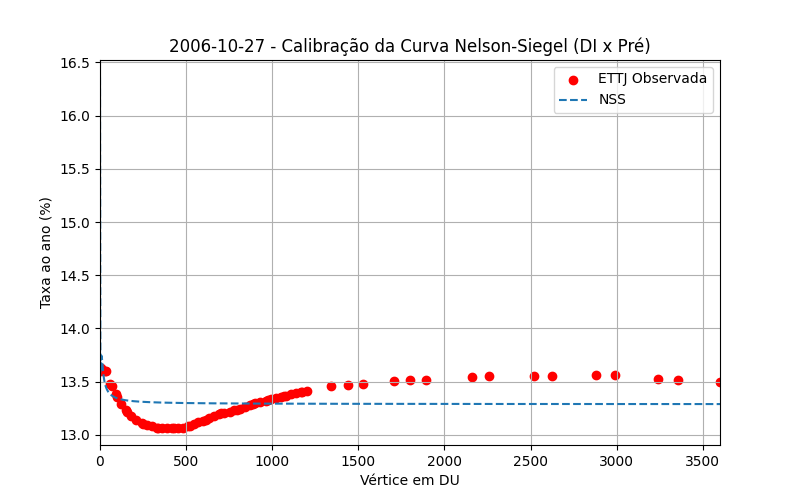 2006-10-27 - Calibração da Curva Nelson-Siegel (DI x Pré)
16.5
16.0
15.5
15.0
14.5
14.0
13.5
13.0
Taxa ao ano (%)
ETTJ Observada
NSS
0 500 1000 1500 2000 2500 3000 3500
Vértice em DU